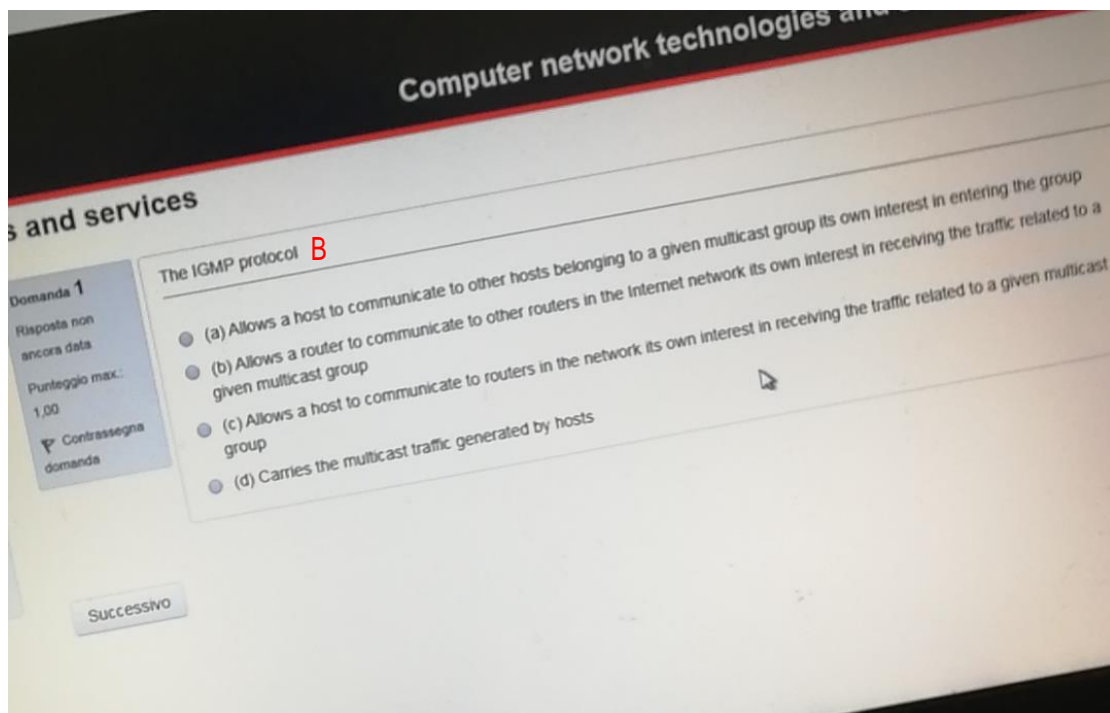 Computer network technologies and
s and services
Domanda 1
Risposta non
ancora data
Punteggio max.:
1,00
Contrassegna
domanda
The IGMP protocol B
(a) Allows a host to communicate to other hosts belonging to a given multicast group its own interest in entering the group
(b) Allows a router to communicate to other routers in the Internet network its own interest in receiving the traffic related to a
given multicast group
(c) Allows a host to communicate to routers in the network its own interest in receiving the traffic related to a given multicast
group
(d) Carries the multicast traffic generated by hosts
Successivo